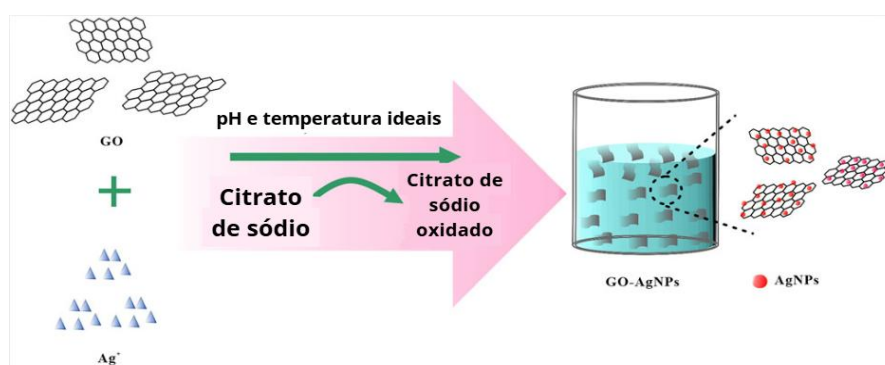 GO
+
Ag⁺
pH e temperatura ideais
Citrato
de sódio
Citrato de
sódio
oxidado
GO-AgNPs
AgNPs